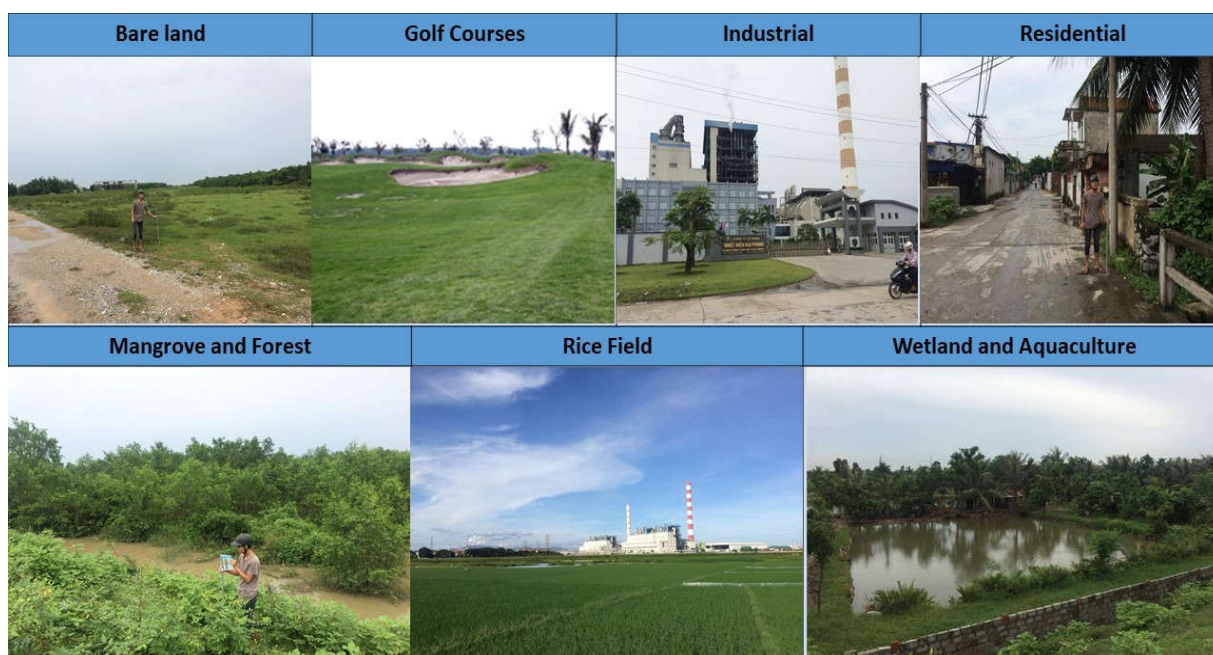 Bare land
Golf Courses
Industrial
Residential
Mangrove and Forest
Rice Field
Wetland and Aquaculture